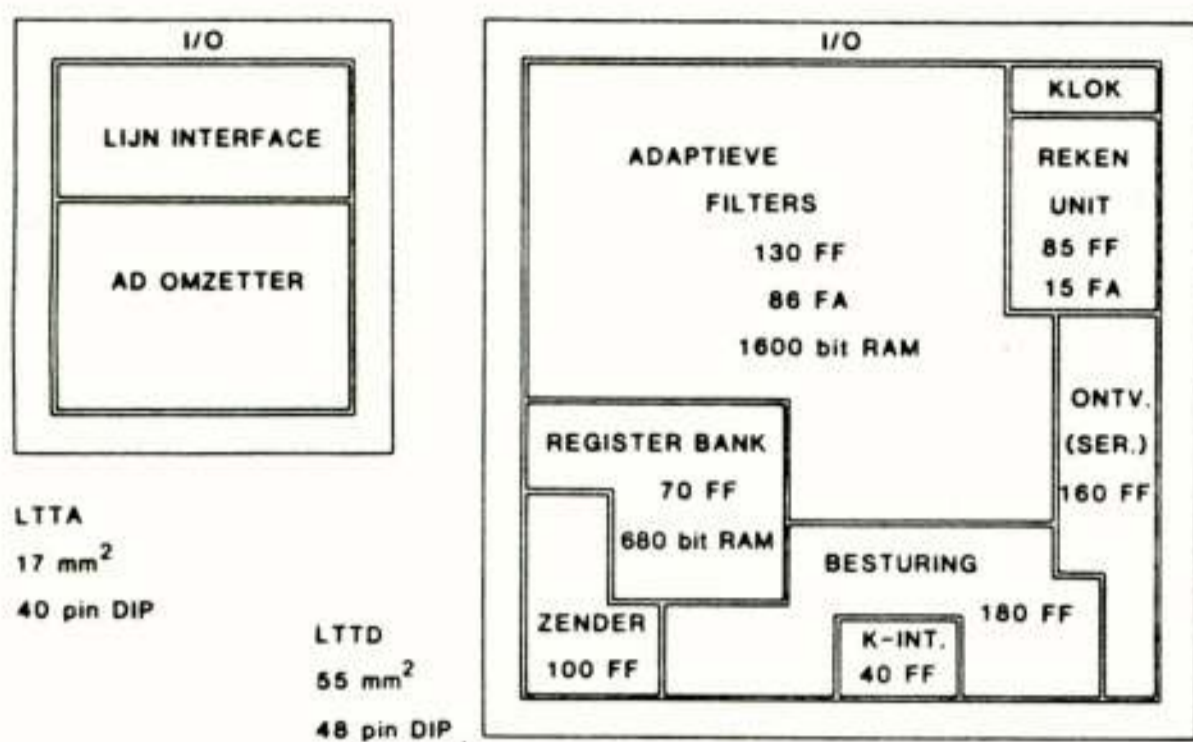 I/O
LIJN INTERFACE
AD OMZETTER
LTTA
17 mm²
40 pin DIP
LTTD
55 mm²
48 pin DIP
I/O
KLOK
ADAPTIEVE
FILTERS
130 FF
86 FA
1600 bit RAM
REKEN
UNIT
85 FF
15 FA
ONTV.
(SER.)
160 FF
REGISTER BANK
70 FF
680 bit RAM
BESTURING
180 FF
ZENDER
100 FF
K-INT.
40 FF